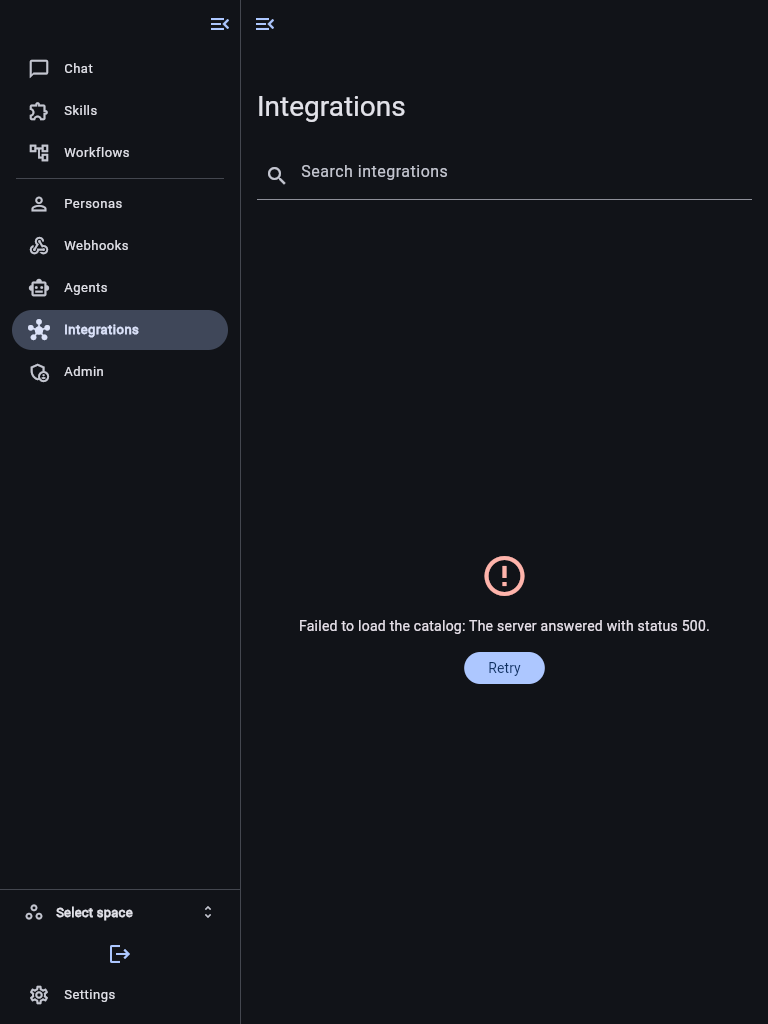 Chat
Skills
Workflows
Personas
Webhooks
Agents
Integrations
Admin
Select space
Settings
Integrations
Search integrations
Failed to load the catalog: The server answered with status 500.
Retry